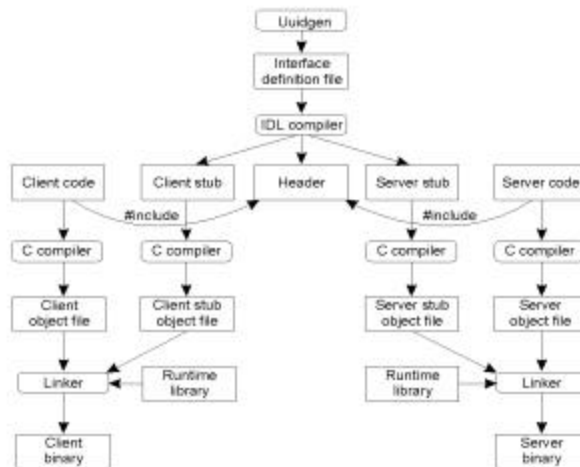 Uuidgen
Interface
definition file
IDL compiler
Client code
Client stub
Header
Server stub
Server code
#include
#include
C compiler
C compiler
C compiler
C compiler
Client
object file
Client stub
object file
Server stub
object file
Server
object file
Linker
Runtime
library
Runtime
library
Linker
Client
binary
Server
binary